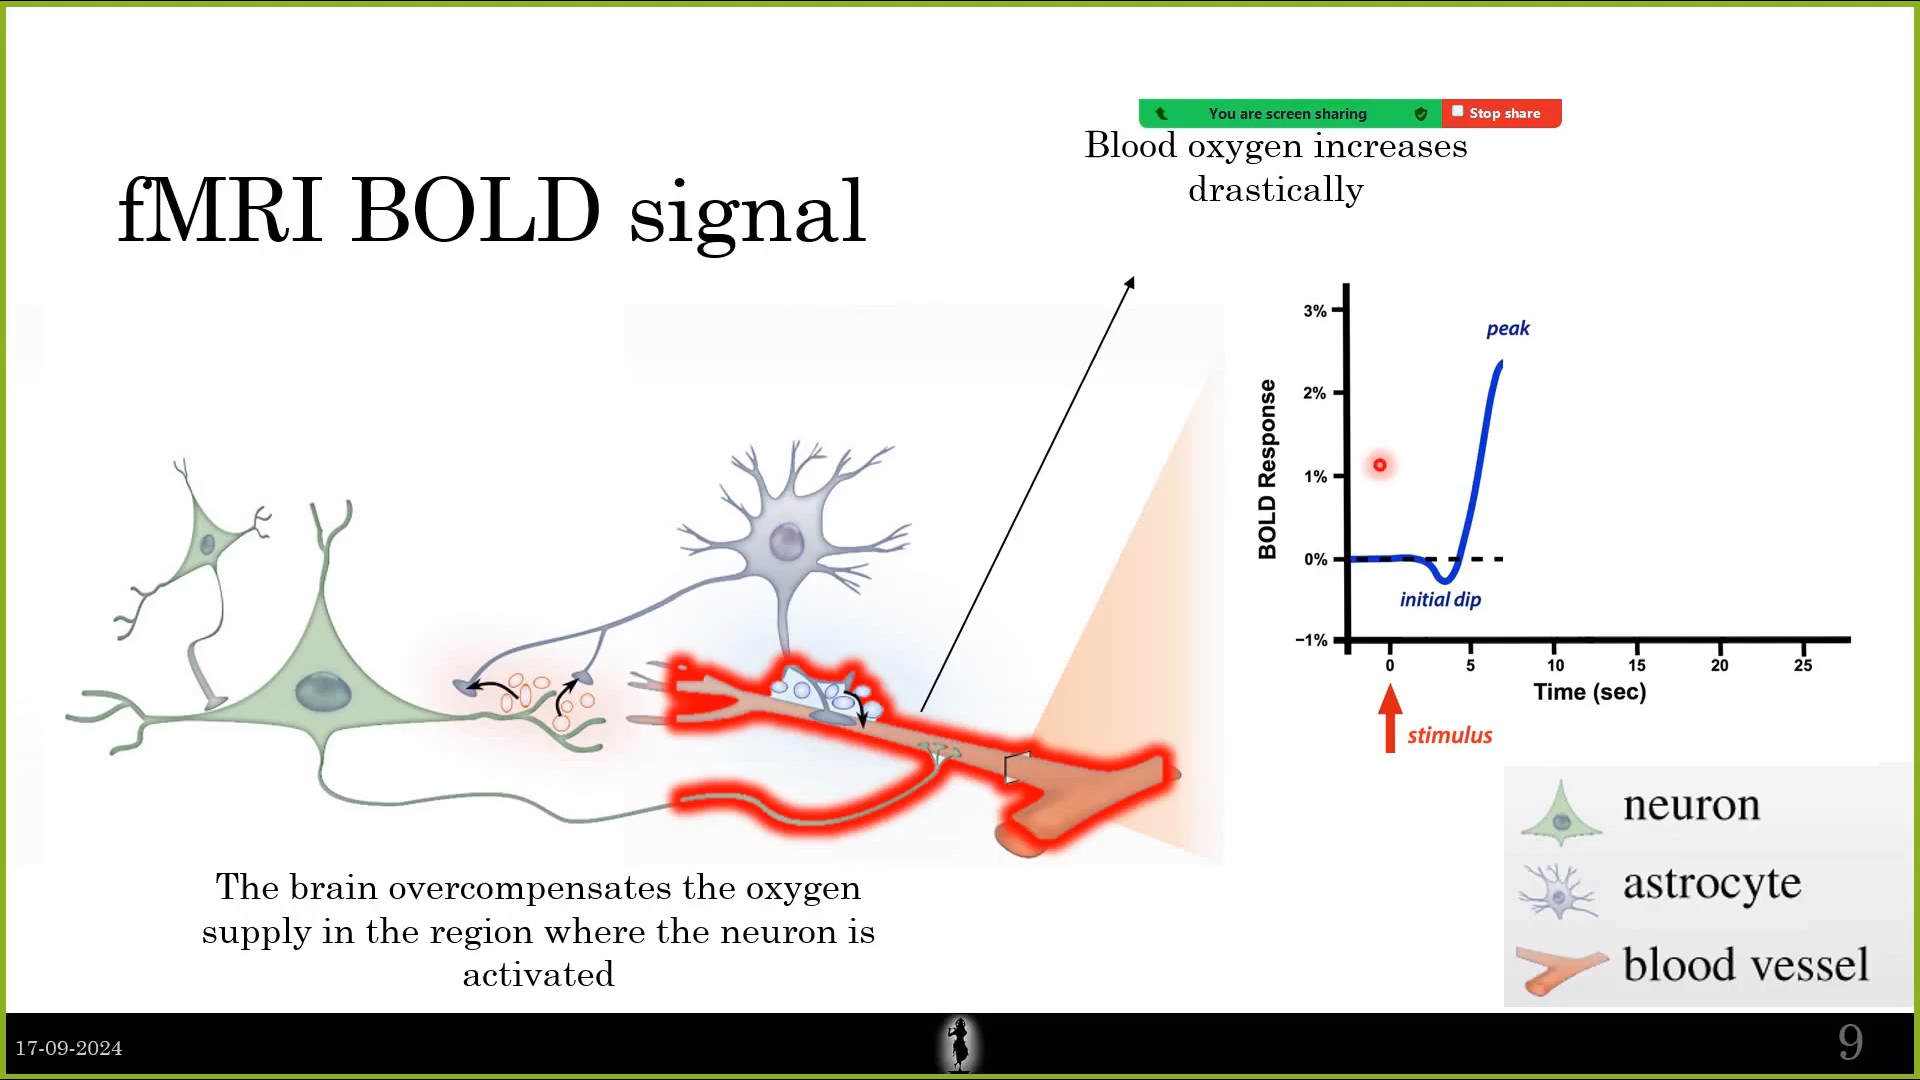 You are screen sharing
Stop share
Blood oxygen increases
drastically
fMRI BOLD signal
3%
2%
1%
0%
−1%
BOLD Response
peak
initial dip
0
5
10
15
20
25
Time (sec)
stimulus
neuron
astrocyte
blood vessel
The brain overcompensates the oxygen
supply in the region where the neuron is
activated
17-09-2024
9